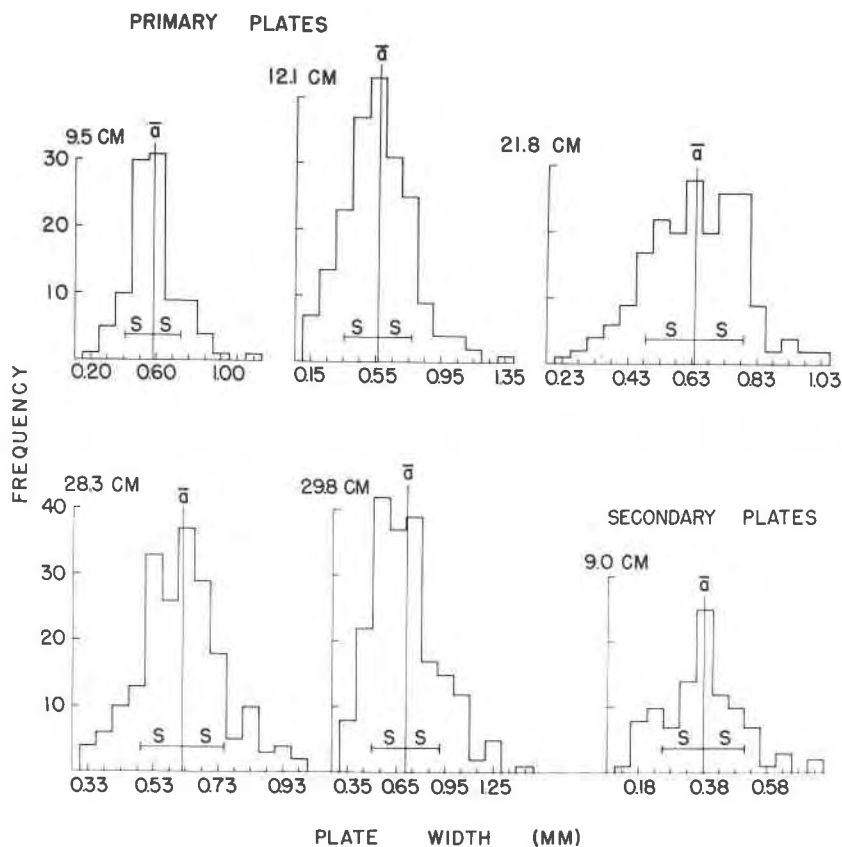 PRIMARY PLATES
9.5 CM
ā
30
20
10
S S
0.20 0.60 1.00
12.1 CM
ā
S S
0.15 0.55 0.95 1.35
21.8 CM
ā
S S
0.23 0.43 0.63 0.83 1.03
FREQUENCY
28.3 CM
ā
40
30
20
10
S S
0.33 0.53 0.73 0.93
29.8 CM
ā
S S
0.35 0.65 0.95 1.25
SECONDARY PLATES
9.0 CM
ā
S S
0.18 0.38 0.58
PLATE WIDTH (MM)